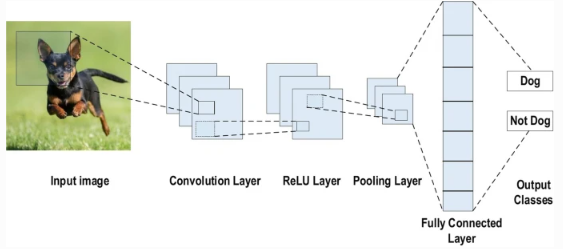 Dog
Not Dog
Input image
Convolution Layer
ReLU Layer
Pooling Layer
Output
Classes
Fully Connected
Layer